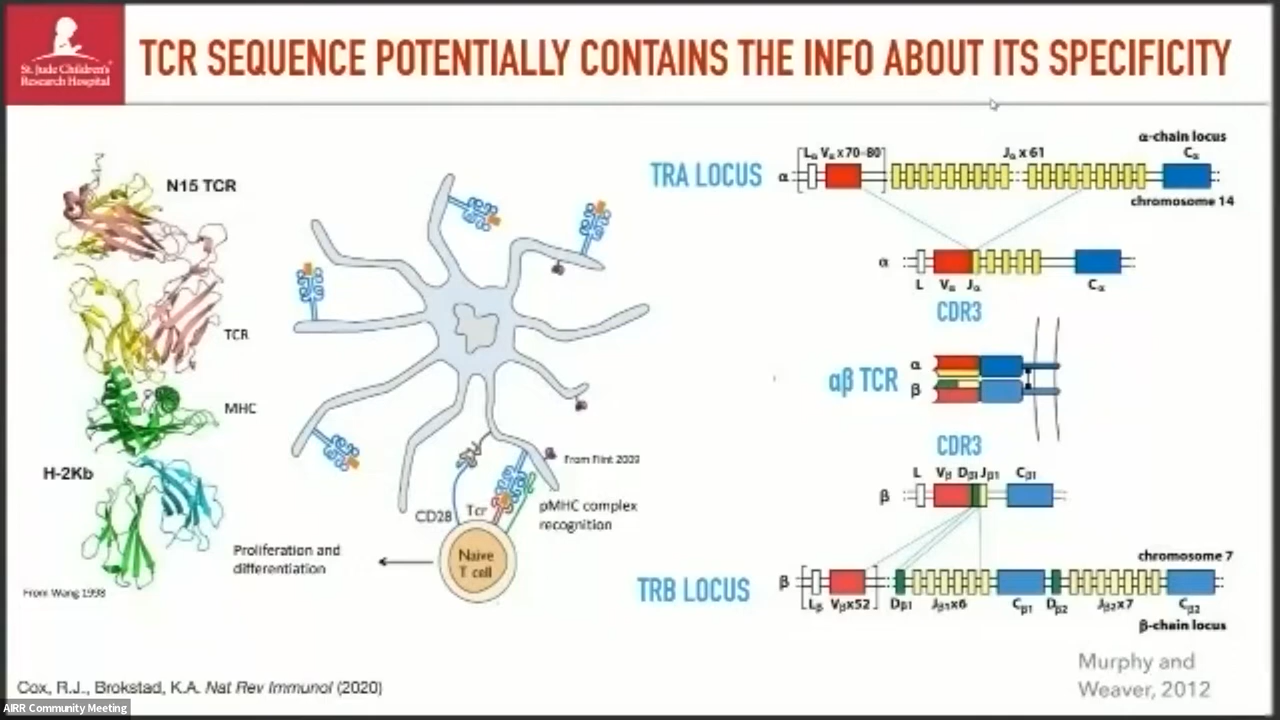 St. Jude Children's
Research Hospital
TCR SEQUENCE POTENTIALLY CONTAINS THE INFO ABOUT ITS SPECIFICITY
N15 TCR
TCR
MHC
H-2Kb
From Wang 1998
From Flint 2009
CD28
Tcr
pMHC complex
recognition
Naive
T cell
Proliferation and
differentiation
α-chain locus
Lα Vα x70-80
Jα x 61
Cα
TRA LOCUS
α
chromosome 14
α
L Vα Jα Cα
CDR3
αβ TCR
α
β
CDR3
L Vβ Dβ1 Jβ1 Cβ1
β
chromosome 7
TRB LOCUS
β
Lβ Vβx52 Dβ1 Jβ1x6 Cβ1 Dβ2 Jβ2x7 Cβ2
β-chain locus
Murphy and
Weaver, 2012
Cox, R.J., Brokstad, K.A. Nat Rev Immunol (2020)
AIRR Community Meeting